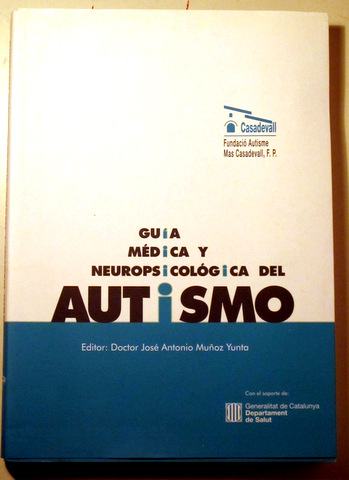 Casadevall
Fundació Autisme
Mas Casadevall, F. P.
GUíA
MÉDiCA Y
NEUROPSiCOLÓGiCA DEL
AUTiSMO
Editor: Doctor José Antonio Muñoz Yunta
Con el soporte de:
Generalitat de Catalunya
Departament
de Salut